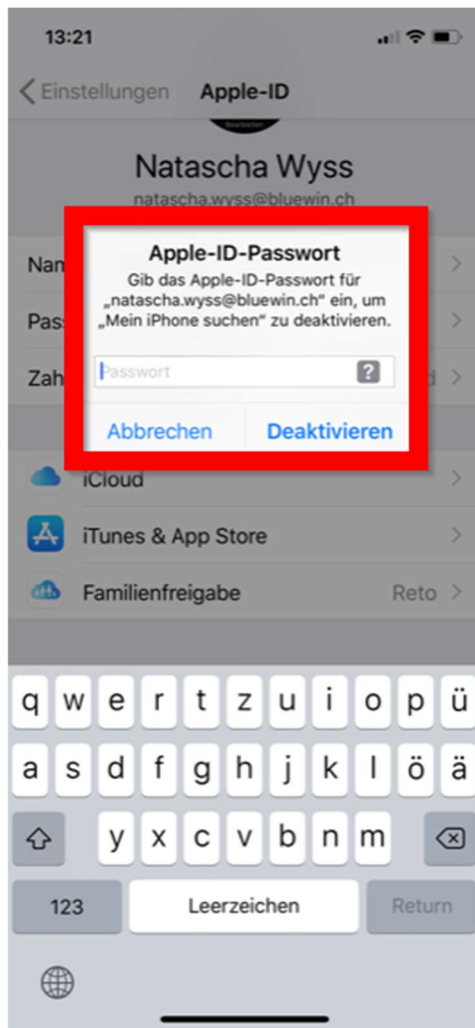 13:21
Einstellungen Apple-ID
Bearbeiten
Natascha Wyss
natascha.wyss@bluewin.ch
Apple-ID-Passwort
Gib das Apple-ID-Passwort für
„natascha.wyss@bluewin.ch“ ein, um
„Mein iPhone suchen“ zu deaktivieren.
Nam
Pass
Passwort ?
Zah
Abbrechen Deaktivieren
iCloud
iTunes & App Store
Familienfreigabe Reto
q w e r t z u i o p ü
a s d f g h j k l ö ä
y x c v b n m
123 Leerzeichen Return